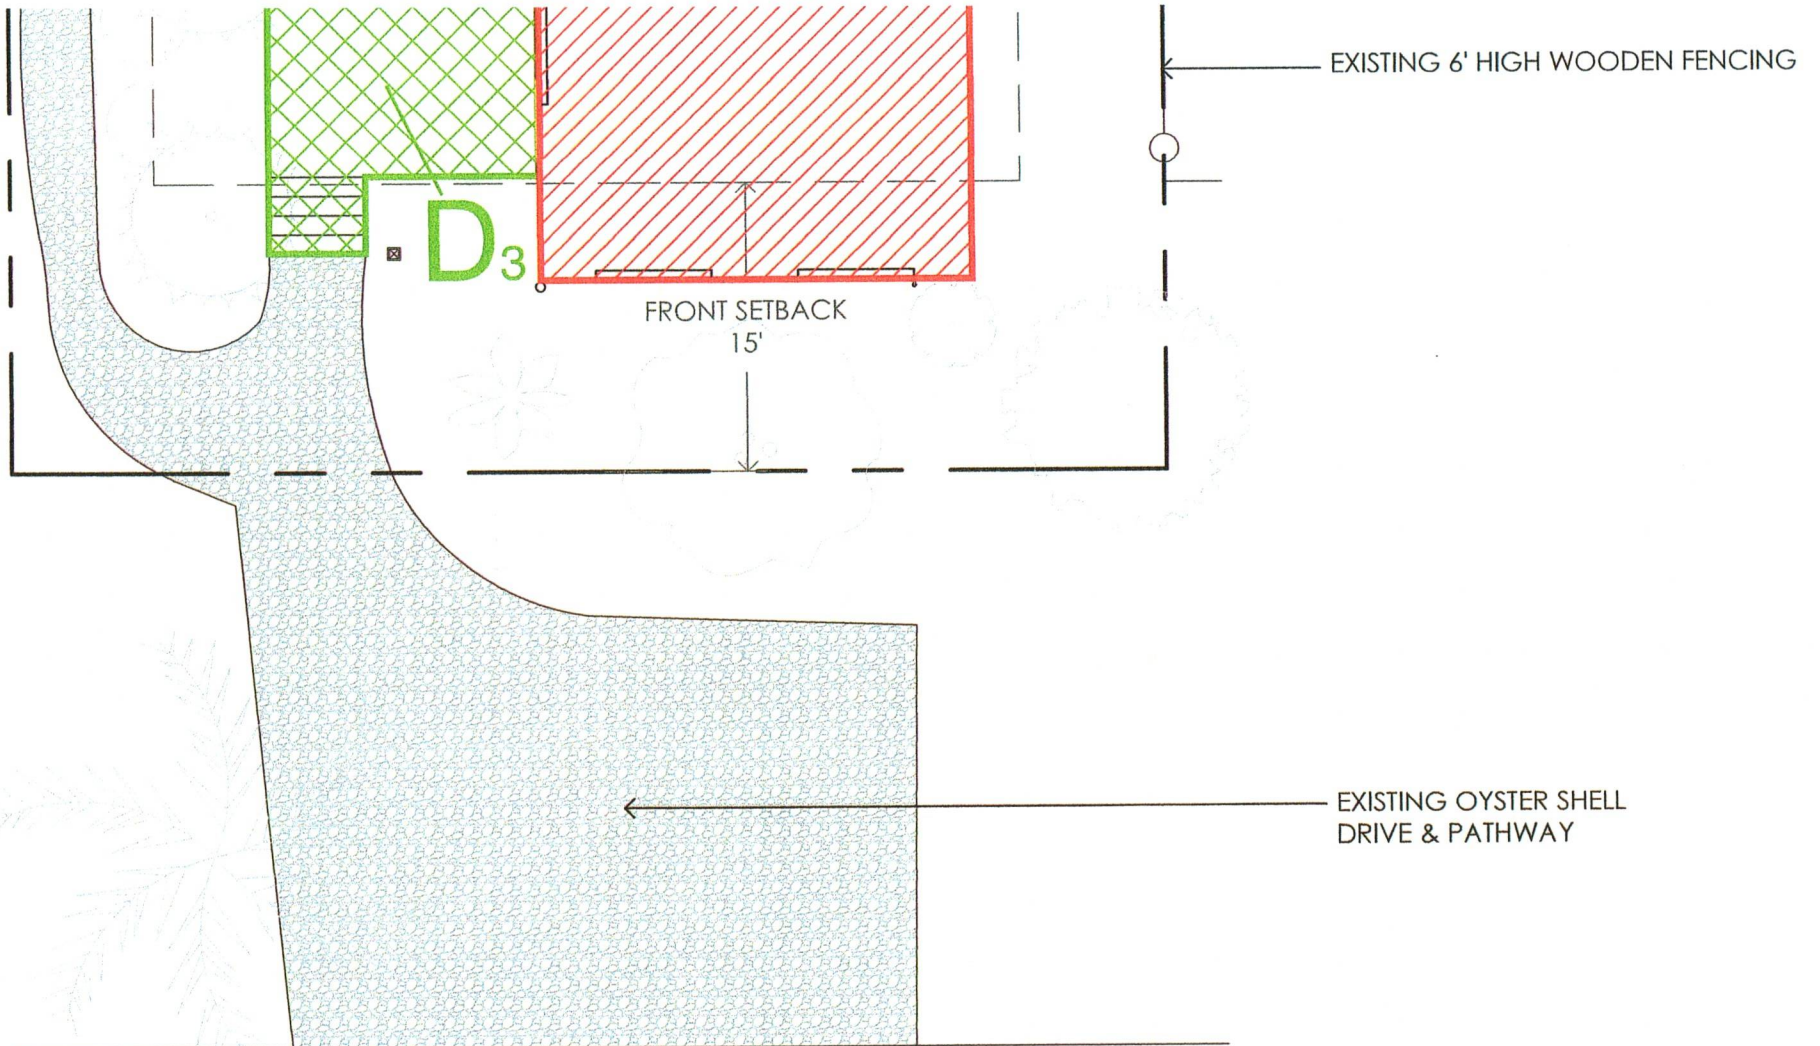 EXISTING 6' HIGH WOODEN FENCING
D3
FRONT SETBACK
15'
EXISTING OYSTER SHELL
DRIVE & PATHWAY